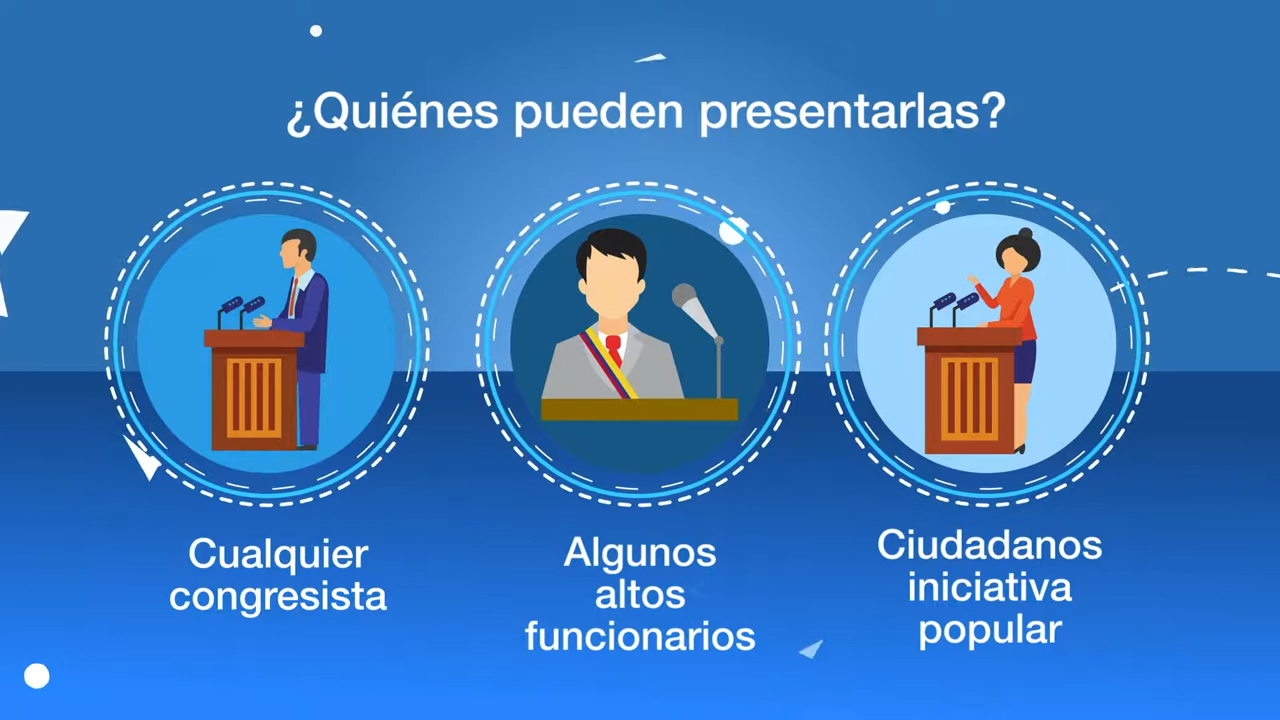 ¿Quiénes pueden presentarlas?
Cualquier
congresista
Algunos
altos
funcionarios
Ciudadanos
iniciativa
popular